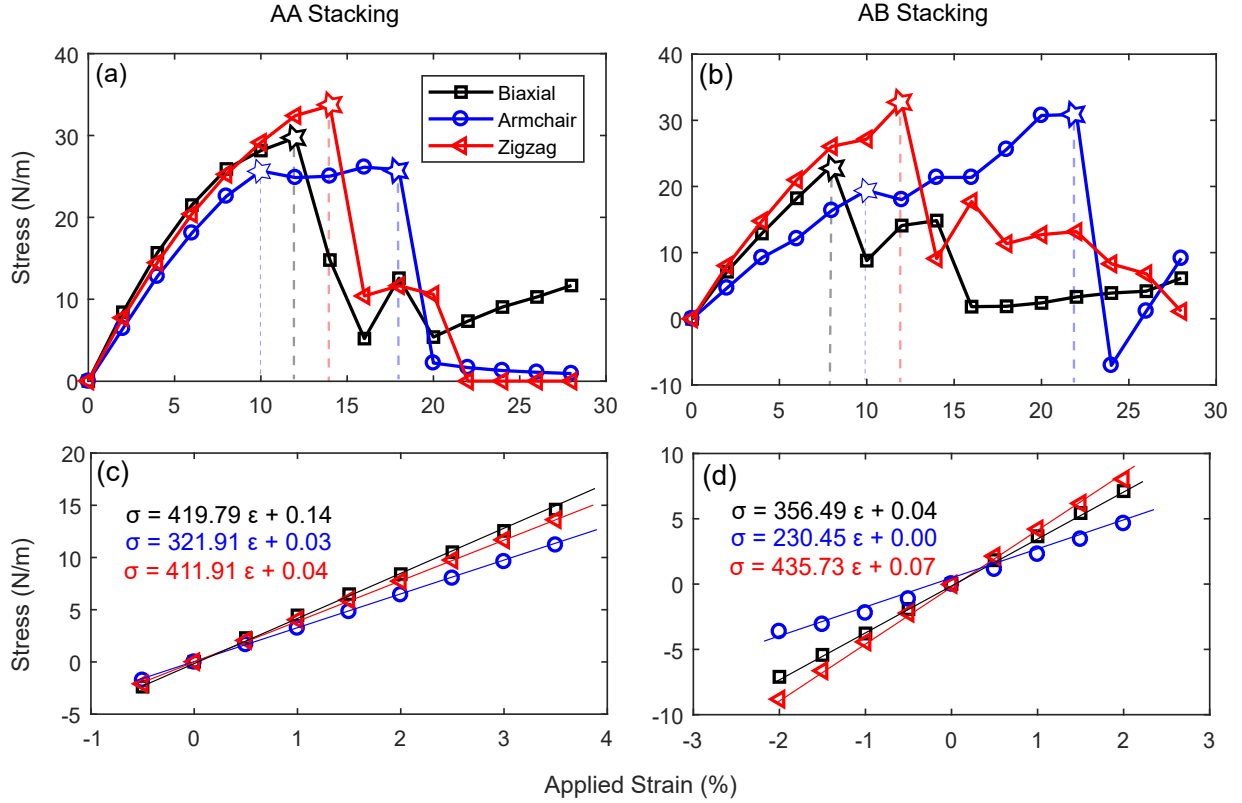 AA Stacking
AB Stacking
(a)
Biaxial
Armchair
Zigzag
40
30
20
10
0
0 5 10 15 20 25 30
Stress (N/m)
(b)
40
30
20
10
0
-10
0 5 10 15 20 25 30
(c)
σ = 419.79 ε + 0.14
σ = 321.91 ε + 0.03
σ = 411.91 ε + 0.04
20
15
10
5
0
-5
-1 0 1 2 3 4
Stress (N/m)
(d)
σ = 356.49 ε + 0.04
σ = 230.45 ε + 0.00
σ = 435.73 ε + 0.07
10
5
0
-5
-10
-3 -2 -1 0 1 2 3
Applied Strain (%)